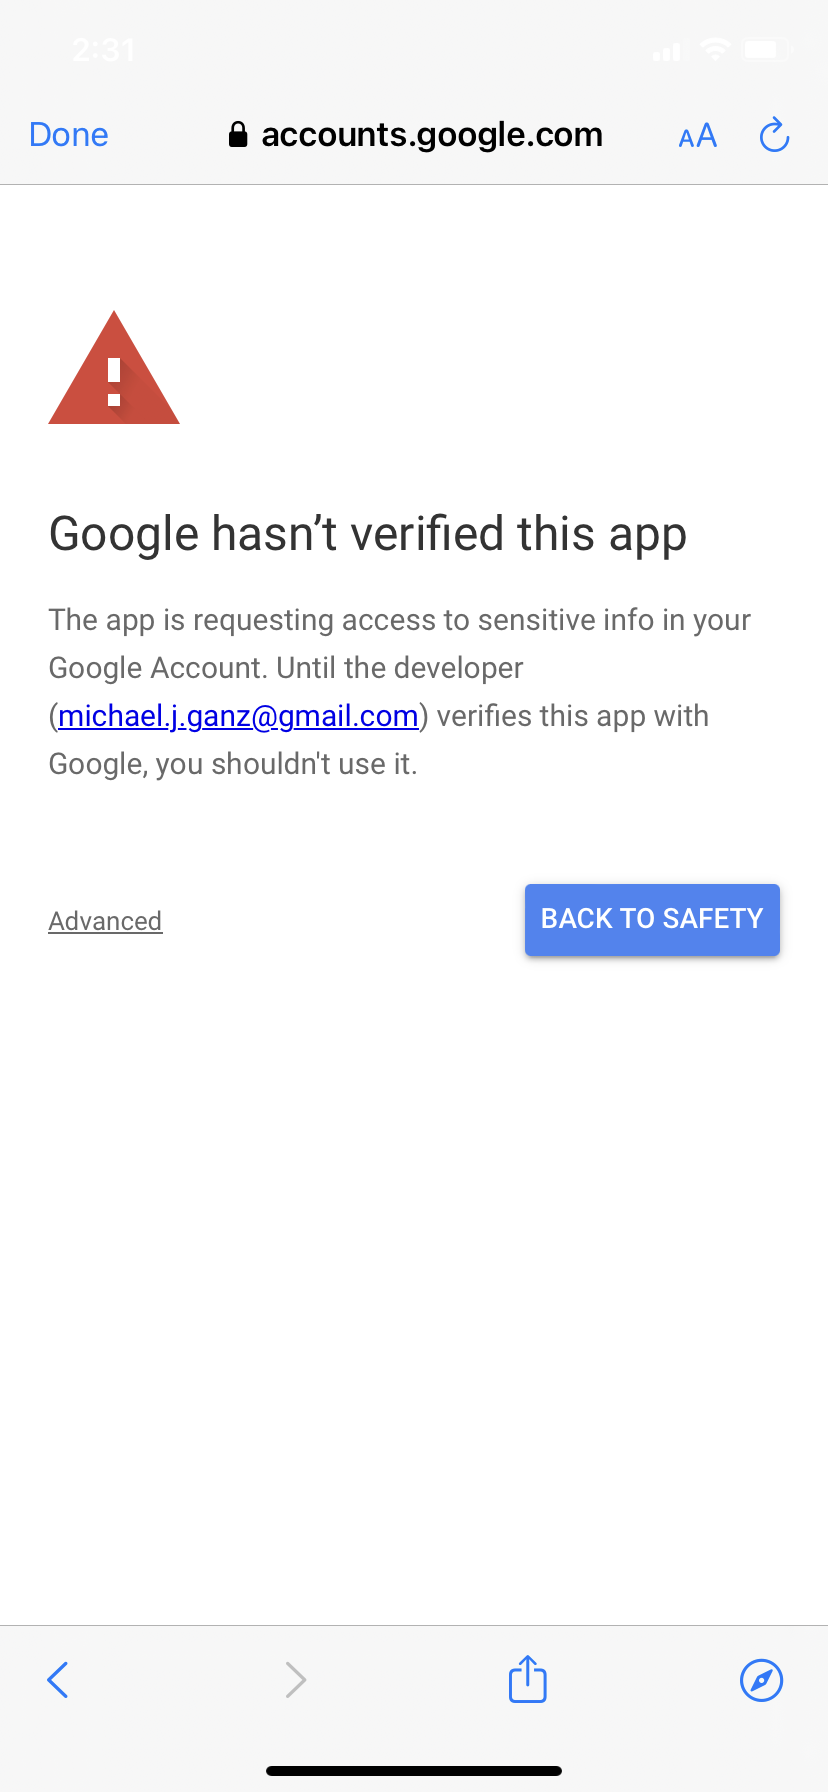 2:31
Done
accounts.google.com
AA
Google hasn’t verified this app
The app is requesting access to sensitive info in your
Google Account. Until the developer
(michael.j.ganz@gmail.com) verifies this app with
Google, you shouldn't use it.
Advanced
BACK TO SAFETY